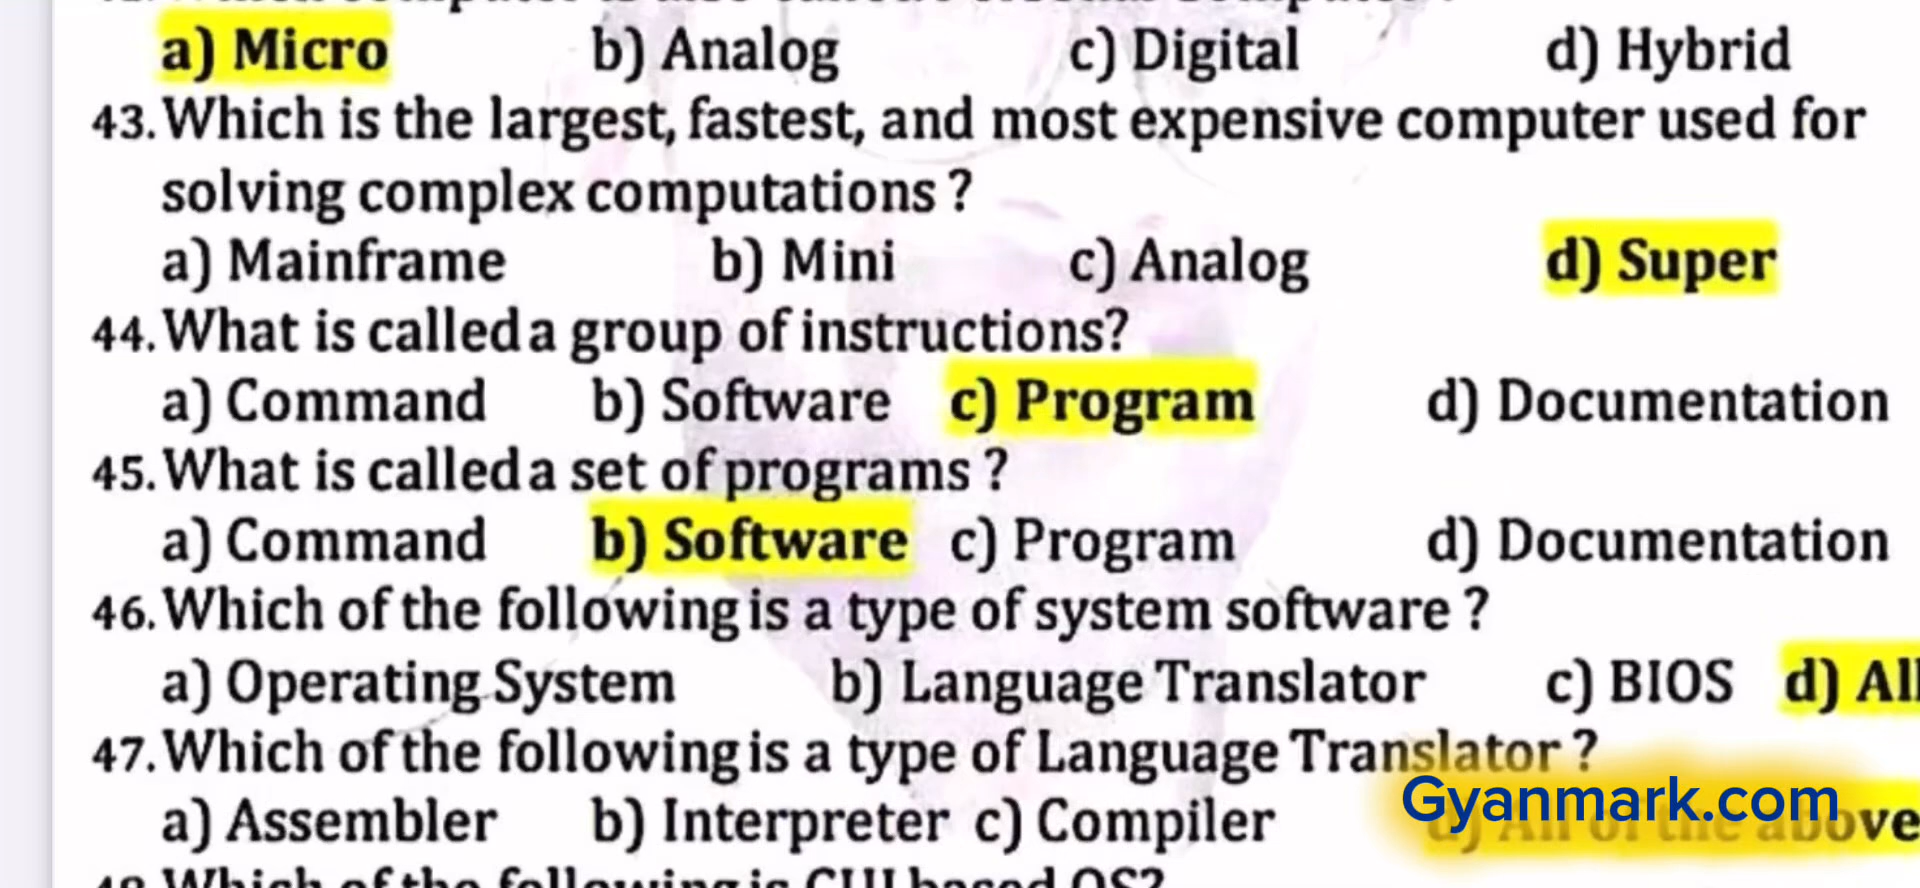 a) Micro b) Analog c) Digital d) Hybrid
43. Which is the largest, fastest, and most expensive computer used for
solving complex computations ?
a) Mainframe b) Mini c) Analog d) Super
44. What is called a group of instructions?
a) Command b) Software c) Program d) Documentation
45. What is called a set of programs ?
a) Command b) Software c) Program d) Documentation
46. Which of the following is a type of system software ?
a) Operating System b) Language Translator c) BIOS d) All
47. Which of the following is a type of Language Translator ?
Gyanmark.com
a) Assembler b) Interpreter c) Compiler d) All of the above